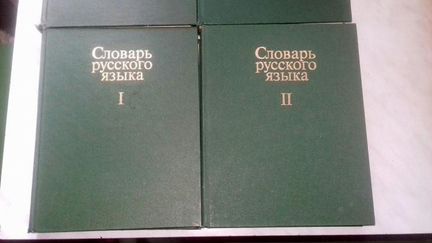 Словарь
русского
языка
I
Словарь
русского
языка
II